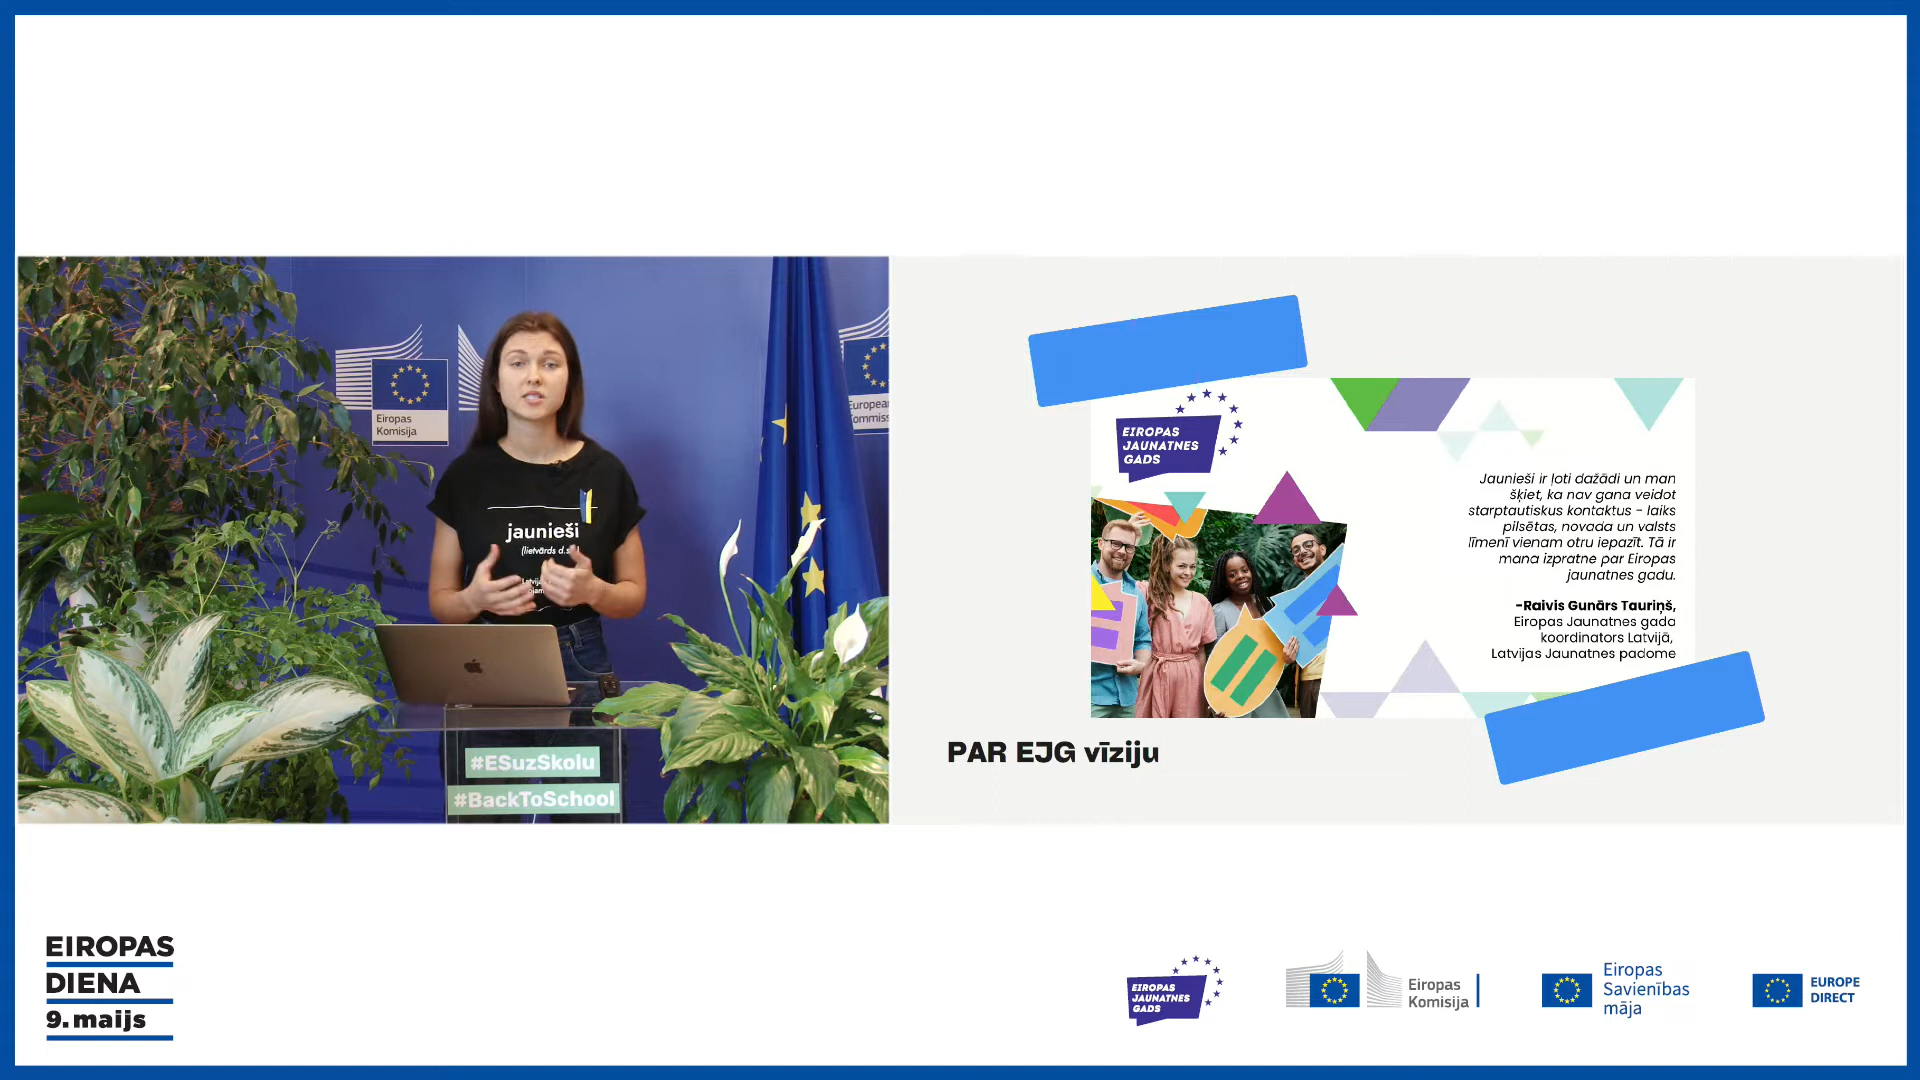 Eiropas
Komisija
European
jaunieši
#ESuzSkolu
#BackToSchool
EIROPAS
JAUNATNES
GADS
Jaunieši ir ļoti dažādi un man
šķiet, ka nav gana veidot
starptautiskus kontaktus - laiks
pilsētas, novada un valsts
līmenī vienam otru iepazīt. Tā ir
mana izpratne par Eiropas
jaunatnes gadu.
-Raivis Gunārs Tauriņš,
Eiropas Jaunatnes gada
koordinators Latvijā,
Latvijas Jaunatnes padome
PAR EJG vīziju
EIROPAS
DIENA
9. maijs
EIROPAS
JAUNATNES
GADS
Eiropas
Komisija
Eiropas
Savienības
māja
EUROPE
DIRECT